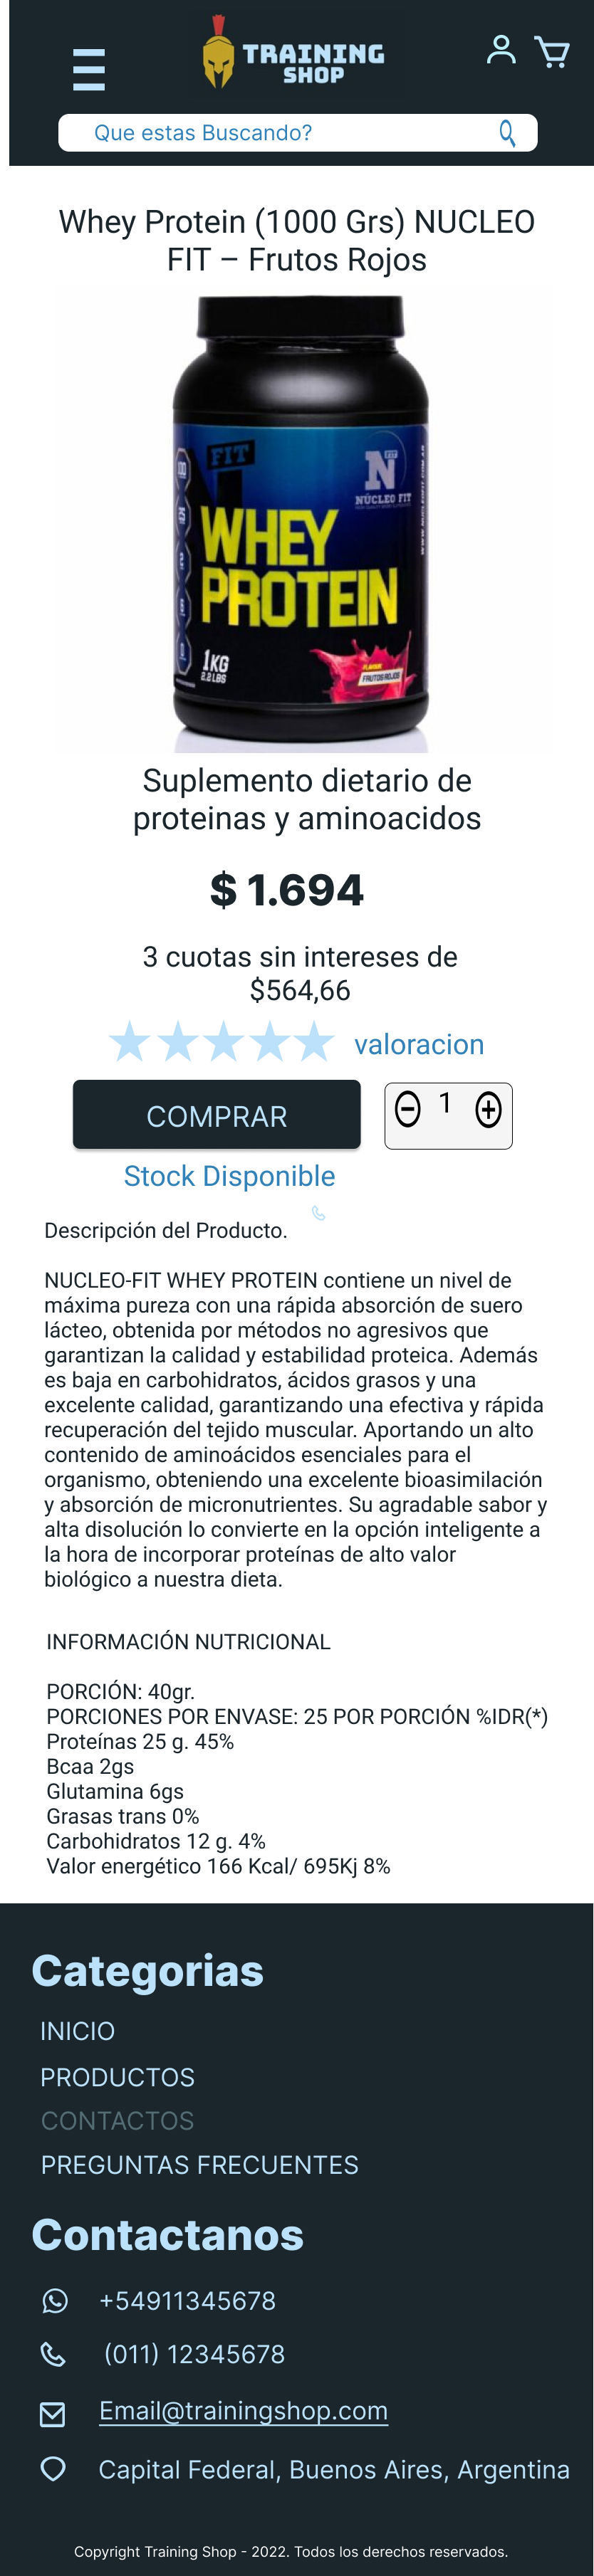 TRAINING
SHOP
Que estas Buscando?
Whey Protein (1000 Grs) NUCLEO
FIT – Frutos Rojos
FIT
N FIT
NÚCLEO FIT
WHEY
PROTEIN
1KG
2.2 LBS
FRUTOS ROJOS
Suplemento dietario de
proteinas y aminoacidos
$ 1.694
3 cuotas sin intereses de
$564,66
valoracion
COMPRAR
1
Stock Disponible
Descripción del Producto.
NUCLEO-FIT WHEY PROTEIN contiene un nivel de
máxima pureza con una rápida absorción de suero
lácteo, obtenida por métodos no agresivos que
garantizan la calidad y estabilidad proteica. Además
es baja en carbohidratos, ácidos grasos y una
excelente calidad, garantizando una efectiva y rápida
recuperación del tejido muscular. Aportando un alto
contenido de aminoácidos esenciales para el
organismo, obteniendo una excelente bioasimilación
y absorción de micronutrientes. Su agradable sabor y
alta disolución lo convierte en la opción inteligente a
la hora de incorporar proteínas de alto valor
biológico a nuestra dieta.
INFORMACIÓN NUTRICIONAL
PORCIÓN: 40gr.
PORCIONES POR ENVASE: 25 POR PORCIÓN %IDR(*)
Proteínas 25 g. 45%
Bcaa 2gs
Glutamina 6gs
Grasas trans 0%
Carbohidratos 12 g. 4%
Valor energético 166 Kcal/ 695Kj 8%
Categorias
INICIO
PRODUCTOS
CONTACTOS
PREGUNTAS FRECUENTES
Contactanos
+54911345678
(011) 12345678
Email@trainingshop.com
Capital Federal, Buenos Aires, Argentina
Copyright Training Shop - 2022. Todos los derechos reservados.